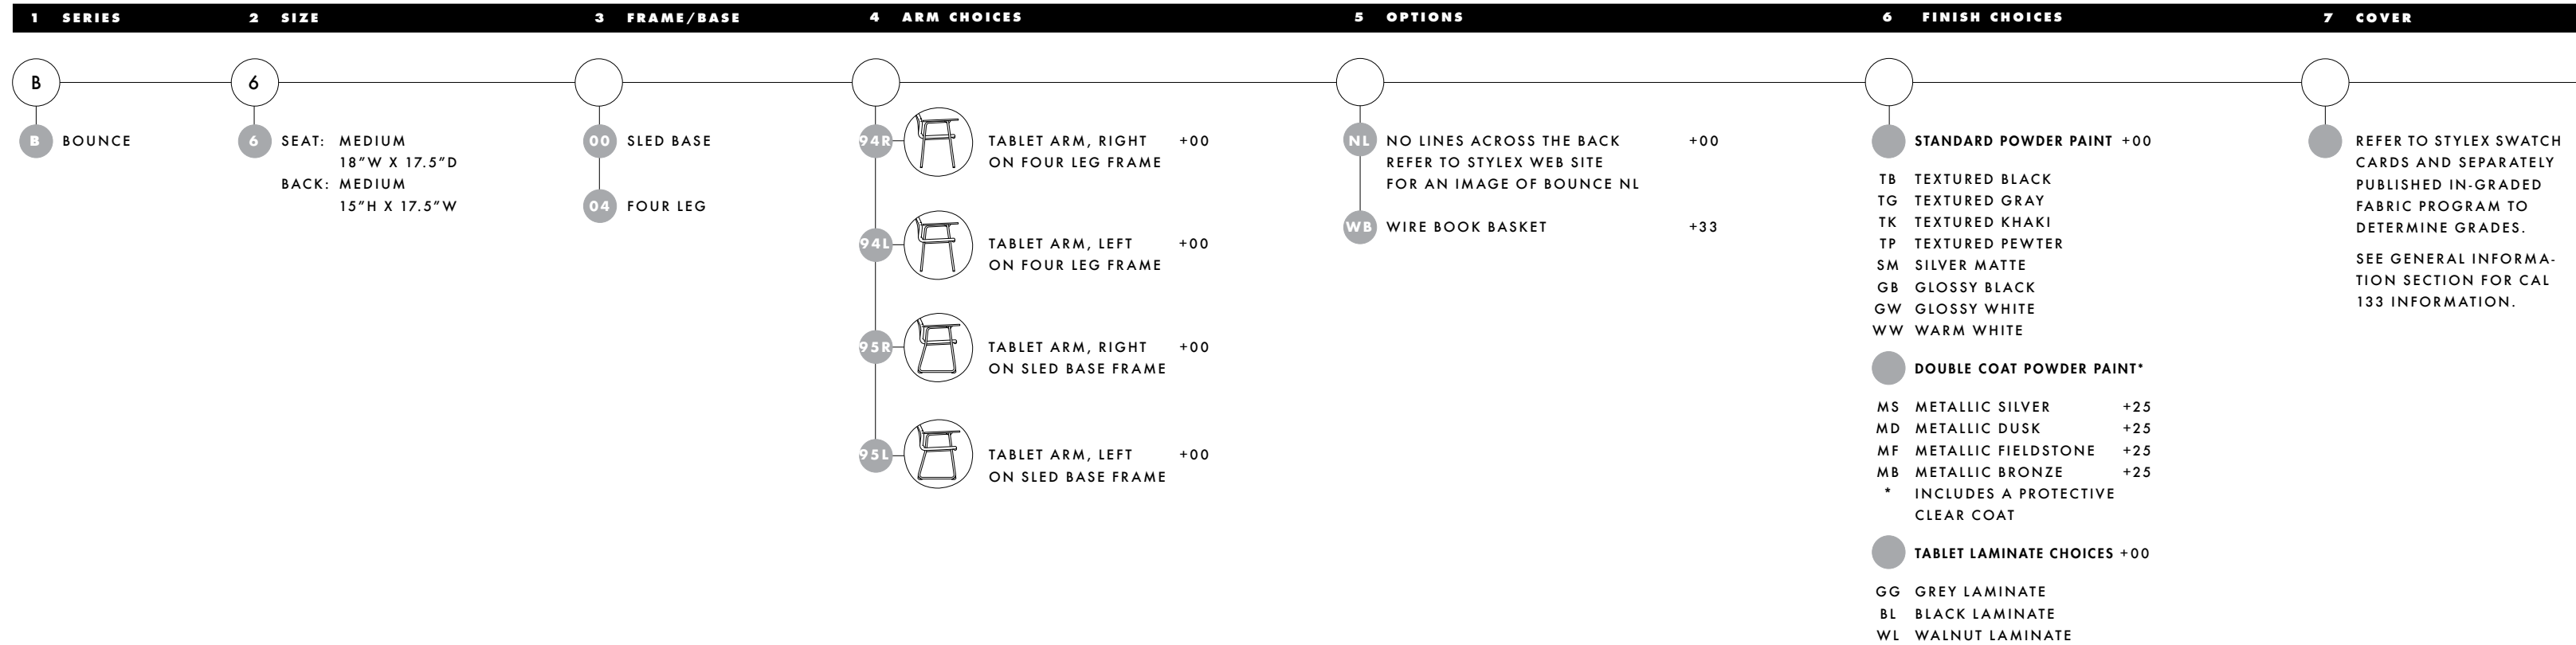 1 SERIES 2 SIZE 3 FRAME/BASE 4 ARM CHOICES 5 OPTIONS 6 FINISH CHOICES 7 COVER
B 6
B BOUNCE
6 SEAT: MEDIUM
18"W X 17.5"D
BACK: MEDIUM
15"H X 17.5"W
00 SLED BASE
04 FOUR LEG
94R TABLET ARM, RIGHT +00
ON FOUR LEG FRAME
94L TABLET ARM, LEFT +00
ON FOUR LEG FRAME
95R TABLET ARM, RIGHT +00
ON SLED BASE FRAME
95L TABLET ARM, LEFT +00
ON SLED BASE FRAME
NL NO LINES ACROSS THE BACK +00
REFER TO STYLEX WEB SITE
FOR AN IMAGE OF BOUNCE NL
WB WIRE BOOK BASKET +33
STANDARD POWDER PAINT +00
TB TEXTURED BLACK
TG TEXTURED GRAY
TK TEXTURED KHAKI
TP TEXTURED PEWTER
SM SILVER MATTE
GB GLOSSY BLACK
GW GLOSSY WHITE
WW WARM WHITE
DOUBLE COAT POWDER PAINT*
MS METALLIC SILVER +25
MD METALLIC DUSK +25
MF METALLIC FIELDSTONE +25
MB METALLIC BRONZE +25
* INCLUDES A PROTECTIVE
CLEAR COAT
TABLET LAMINATE CHOICES +00
GG GREY LAMINATE
BL BLACK LAMINATE
WL WALNUT LAMINATE
REFER TO STYLEX SWATCH
CARDS AND SEPARATELY
PUBLISHED IN-GRADED
FABRIC PROGRAM TO
DETERMINE GRADES.
SEE GENERAL INFORMA-
TION SECTION FOR CAL
133 INFORMATION.